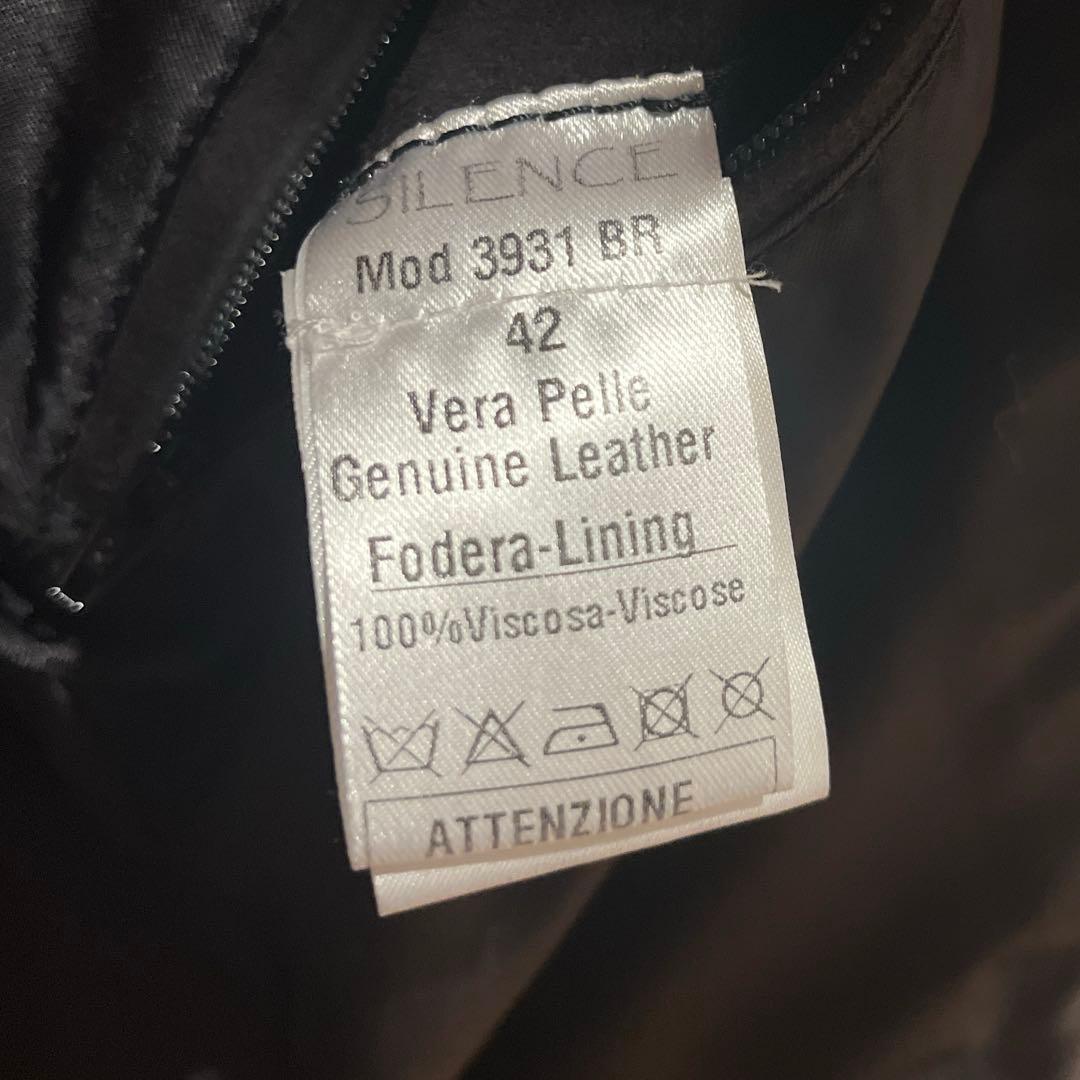 SILENCE
Mod 3931 BR
42
Vera Pelle
Genuine Leather
Fodera-Lining
100%Viscosa-Viscose
ATTENZIONE